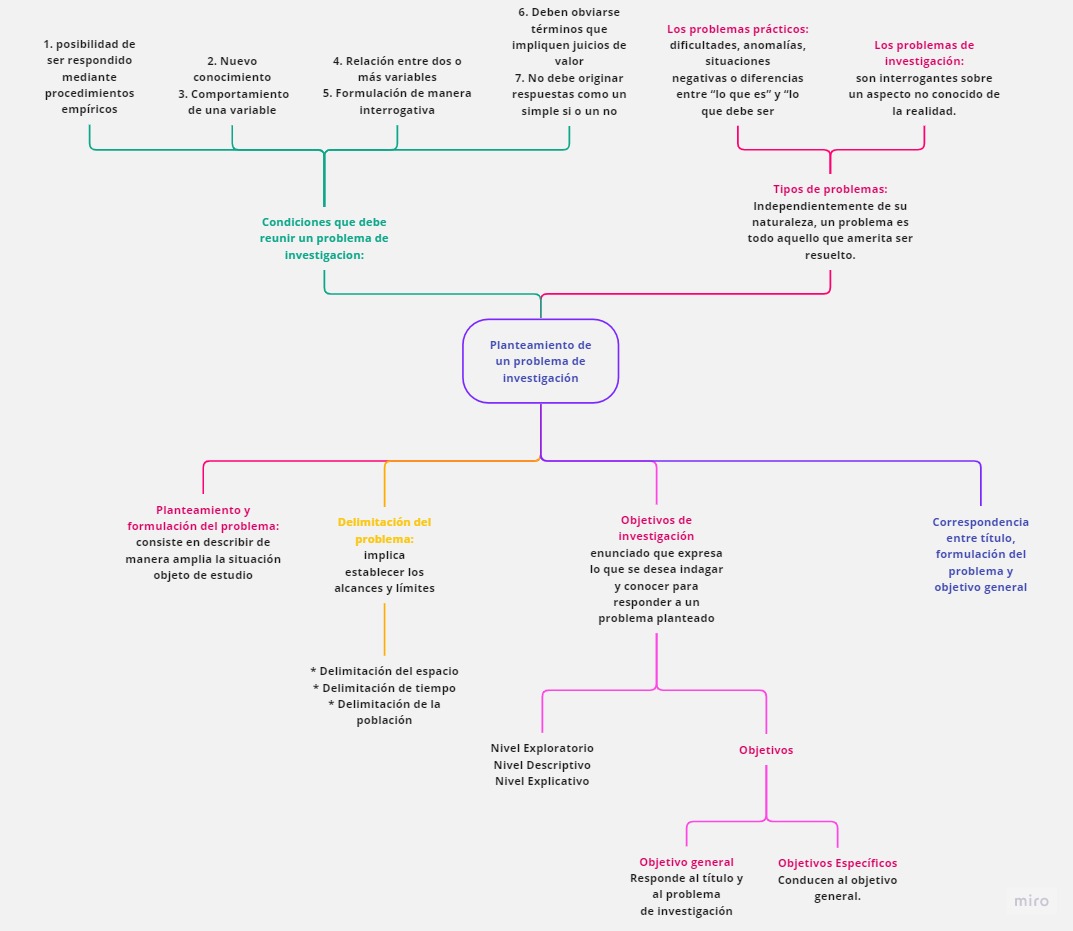 1. posibilidad de
ser respondido
mediante
procedimientos
empíricos
2. Nuevo
conocimiento
3. Comportamiento
de una variable
4. Relación entre dos o
más variables
5. Formulación de manera
interrogativa
6. Deben obviarse
términos que
impliquen juicios de
valor
7. No debe originar
respuestas como un
simple si o un no
Los problemas prácticos:
dificultades, anomalías,
situaciones
negativas o diferencias
entre “lo que es” y “lo
que debe ser
Los problemas de
investigación:
son interrogantes sobre
un aspecto no conocido de
la realidad.
Condiciones que debe
reunir un problema de
investigacion:
Tipos de problemas:
Independientemente de su
naturaleza, un problema es
todo aquello que amerita ser
resuelto.
Planteamiento de
un problema de
investigación
Planteamiento y
formulación del problema:
consiste en describir de
manera amplia la situación
objeto de estudio
Delimitación del
problema:
implica
establecer los
alcances y límites
* Delimitación del espacio
* Delimitación de tiempo
* Delimitación de la
población
Objetivos de
investigación
enunciado que expresa
lo que se desea indagar
y conocer para
responder a un
problema planteado
Correspondencia
entre título,
formulación del
problema y
objetivo general
Nivel Exploratorio
Nivel Descriptivo
Nivel Explicativo
Objetivos
Objetivo general
Responde al título y
al problema
de investigación
Objetivos Específicos
Conducen al objetivo
general.
miro